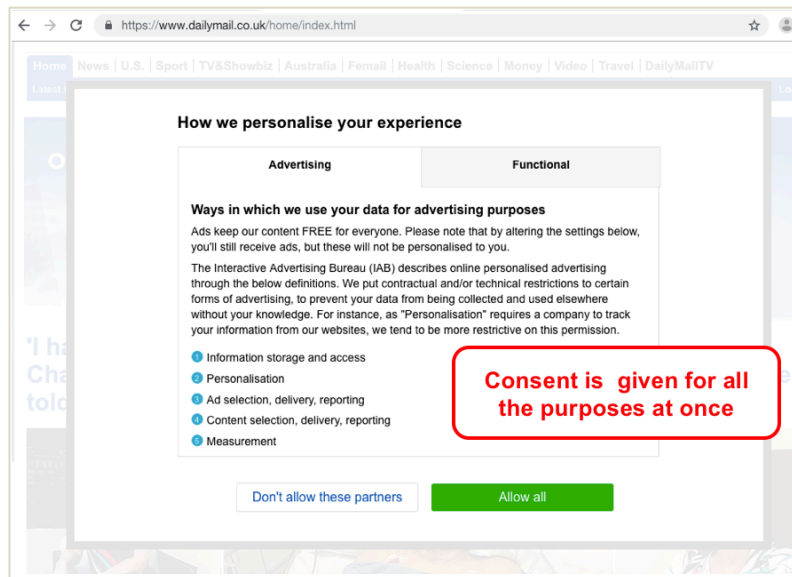 https://www.dailymail.co.uk/home/index.html
Home News | U.S. | Sport | TV&Showbiz | Australia | Femail | Health | Science | Money | Video | Travel | DailyMailTV
Latest
Lo
O
How we personalise your experience
Advertising
Functional
Ways in which we use your data for advertising purposes
Ads keep our content FREE for everyone. Please note that by altering the settings below,
you'll still receive ads, but these will not be personalised to you.
The Interactive Advertising Bureau (IAB) describes online personalised advertising
through the below definitions. We put contractual and/or technical restrictions to certain
forms of advertising, to prevent your data from being collected and used elsewhere
without your knowledge. For instance, as "Personalisation" requires a company to track
your information from our websites, we tend to be more restrictive on this permission.
1 Information storage and access
2 Personalisation
3 Ad selection, delivery, reporting
4 Content selection, delivery, reporting
5 Measurement
'I ha
Cha
told
Consent is given for all
the purposes at once
Don't allow these partners
Allow all